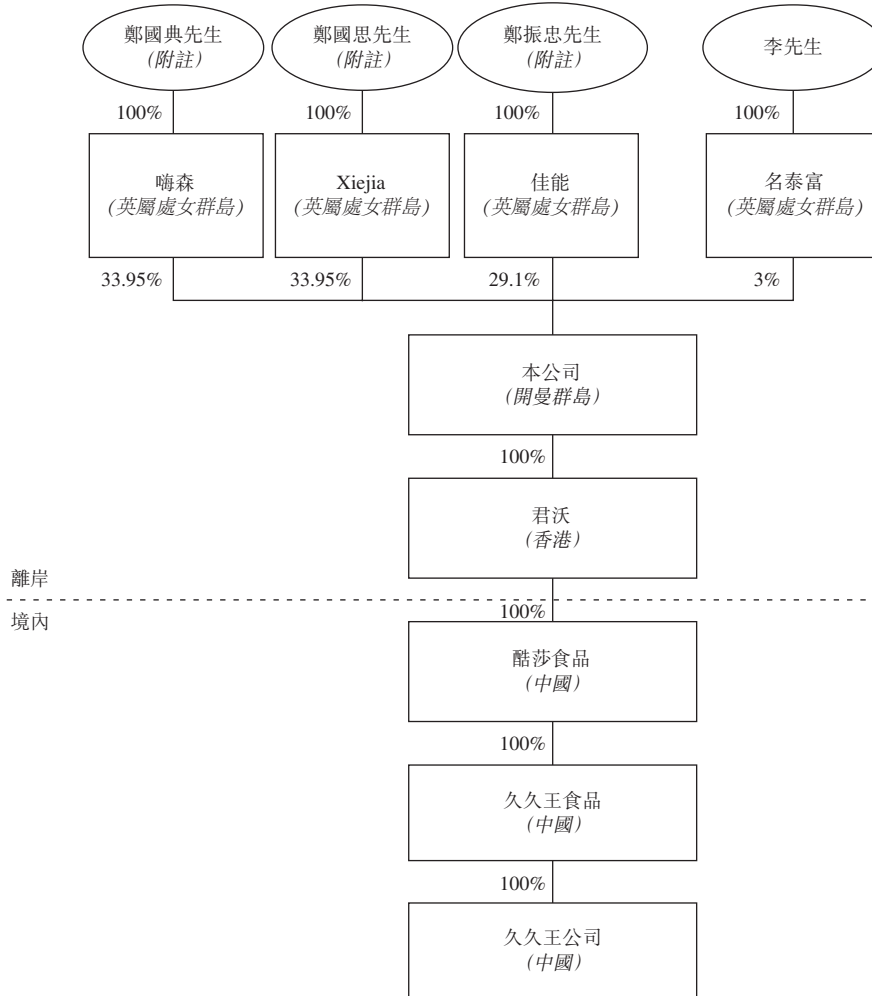 鄭國典先生
(附註)
鄭國思先生
(附註)
鄭振忠先生
(附註)
李先生
100%
100%
100%
100%
嗨森
(英屬處女群島)
Xiejia
(英屬處女群島)
佳能
(英屬處女群島)
名泰富
(英屬處女群島)
33.95%
33.95%
29.1%
3%
本公司
(開曼群島)
100%
君沃
(香港)
離岸
境內
100%
酷莎食品
(中國)
100%
久久王食品
(中國)
100%
久久王公司
(中國)